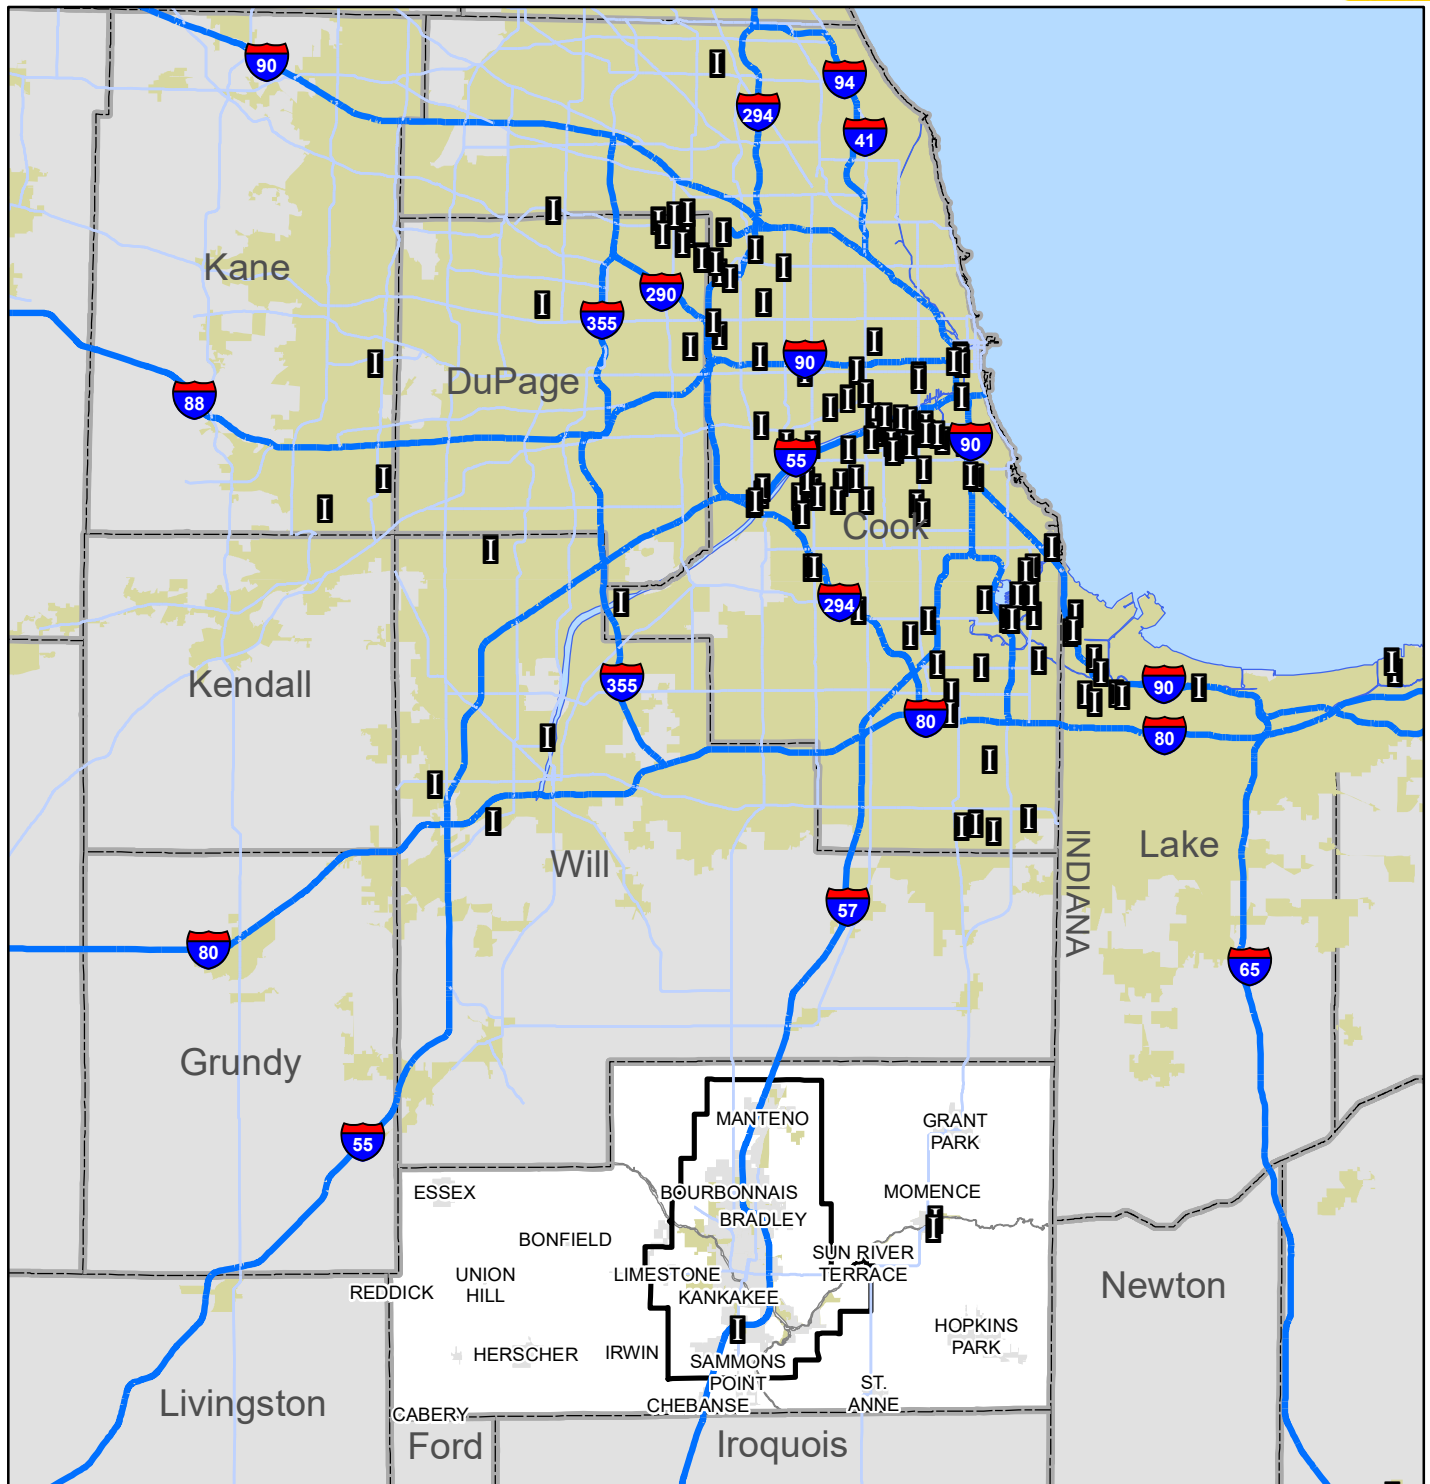 90
94
294
41
Kane
290
355
90
DuPage
88
90
55
Cook
294
Kendall
355
90
80
80
INDIANA
Lake
Will
57
80
65
Grundy
MANTENO
GRANT
PARK
55
ESSEX
BOURBONNAIS
MOMENCE
BRADLEY
BONFIELD
SUN RIVER
TERRACE
LIMESTONE
UNION
HILL
REDDICK
KANKAKEE
Newton
HOPKINS
PARK
HERSCHER
IRWIN
SAMMONS
POINT
ST.
ANNE
CHEBANSE
Livingston
CABERY
Ford
Iroquois